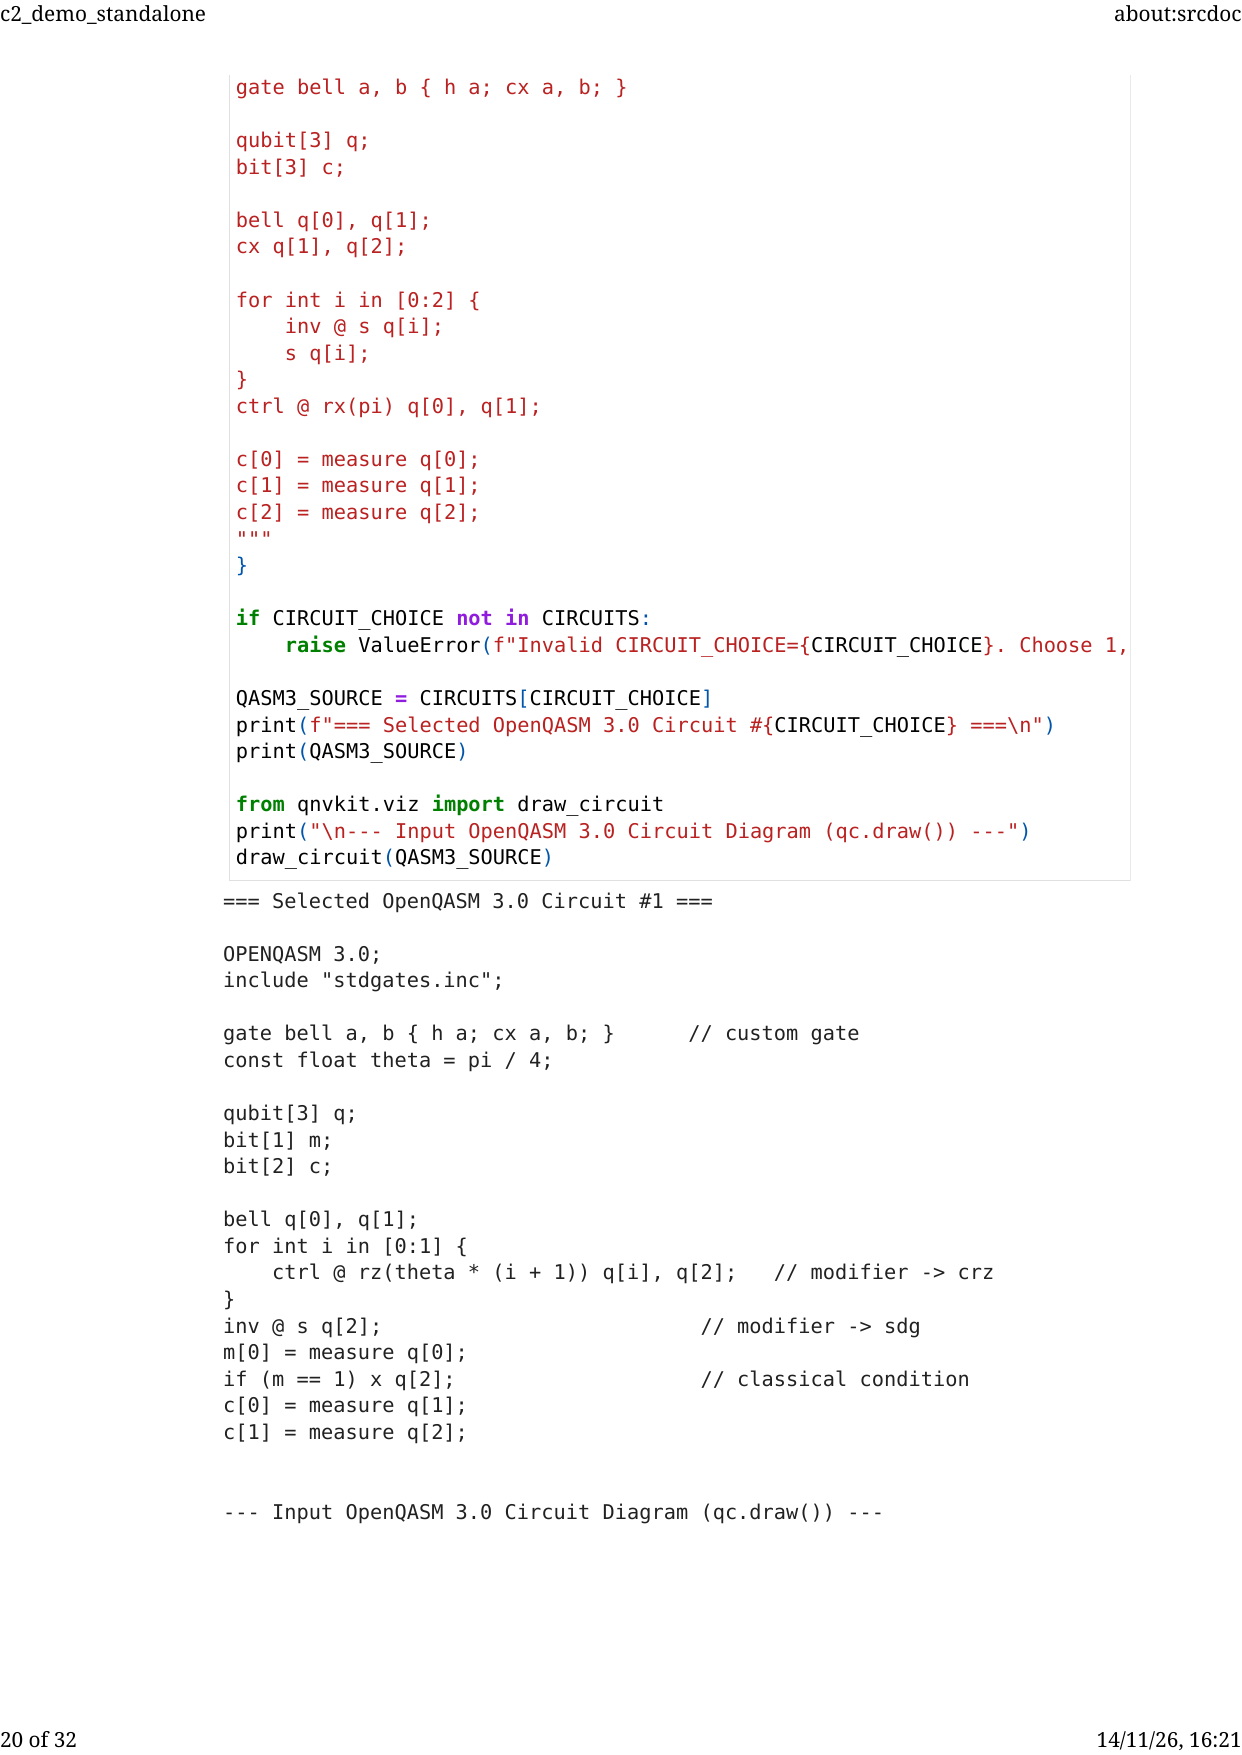 c2_demo_standalone
about:srcdoc
gate bell a, b { h a; cx a, b; }
qubit[3] q;
bit[3] c;
bell q[0], q[1];
cx q[1], q[2];
for int i in [0:2] {
    inv @ s q[i];
    s q[i];
}
ctrl @ rx(pi) q[0], q[1];
c[0] = measure q[0];
c[1] = measure q[1];
c[2] = measure q[2];
"""
}
if CIRCUIT_CHOICE not in CIRCUITS:
    raise ValueError(f"Invalid CIRCUIT_CHOICE={CIRCUIT_CHOICE}. Choose 1,
QASM3_SOURCE = CIRCUITS[CIRCUIT_CHOICE]
print(f"=== Selected OpenQASM 3.0 Circuit #{CIRCUIT_CHOICE} ===\n")
print(QASM3_SOURCE)
from qnvkit.viz import draw_circuit
print("\n--- Input OpenQASM 3.0 Circuit Diagram (qc.draw()) ---")
draw_circuit(QASM3_SOURCE)
=== Selected OpenQASM 3.0 Circuit #1 ===
OPENQASM 3.0;
include "stdgates.inc";
gate bell a, b { h a; cx a, b; }      // custom gate
const float theta = pi / 4;
qubit[3] q;
bit[1] m;
bit[2] c;
bell q[0], q[1];
for int i in [0:1] {
    ctrl @ rz(theta * (i + 1)) q[i], q[2];   // modifier -> crz
}
inv @ s q[2];                          // modifier -> sdg
m[0] = measure q[0];
if (m == 1) x q[2];                    // classical condition
c[0] = measure q[1];
c[1] = measure q[2];
--- Input OpenQASM 3.0 Circuit Diagram (qc.draw()) ---
20 of 32
14/11/26, 16:21